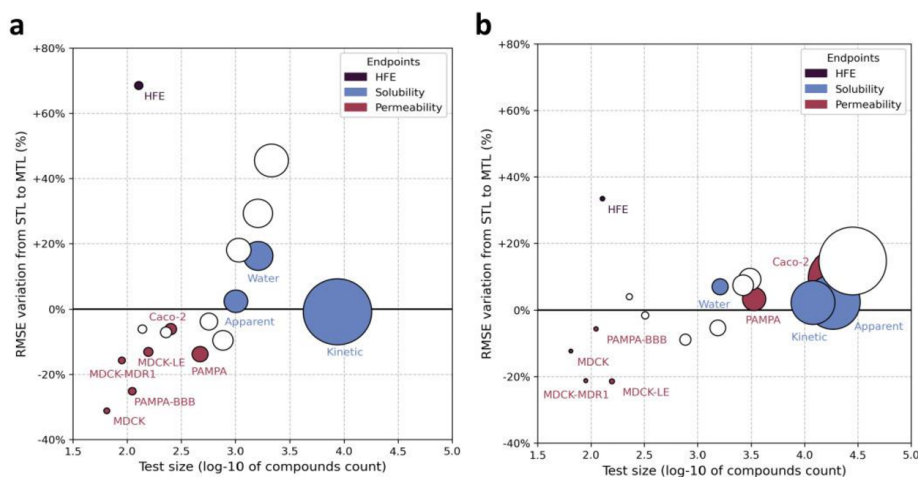 a
+80%
+60%
+40%
+20%
0%
-20%
-40%
RMSE variation from STL to MTL (%)
Endpoints
HFE
Solubility
Permeability
HFE
Water
Apparent
Kinetic
Caco-2
MDCK-LE
PAMPA
MDCK-MDR1
PAMPA-BBB
MDCK
1.5 2.0 2.5 3.0 3.5 4.0 4.5 5.0
Test size (log-10 of compounds count)
b
+80%
+60%
+40%
+20%
0%
-20%
-40%
RMSE variation from STL to MTL (%)
Endpoints
HFE
Solubility
Permeability
HFE
Caco-2
Water
PAMPA
Kinetic
Apparent
PAMPA-BBB
MDCK
MDCK-MDR1
MDCK-LE
1.5 2.0 2.5 3.0 3.5 4.0 4.5 5.0
Test size (log-10 of compounds count)